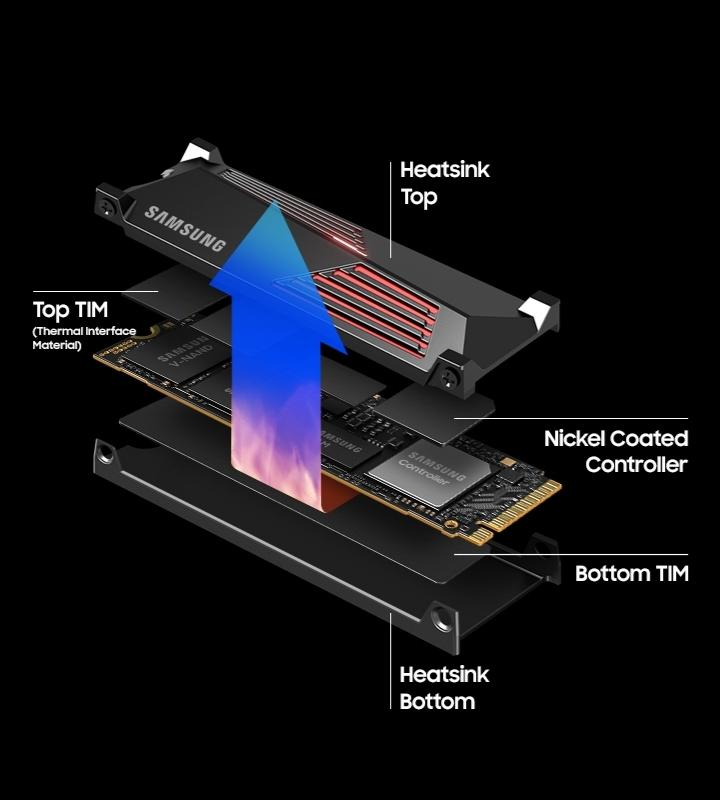 Heatsink
Top
SAMSUNG
Top TIM
(Thermal Interface
Material)
SAMSUNG
V-NAND
Nickel Coated
Controller
SAMSUNG
SAMSUNG
Controller
Bottom TIM
Heatsink
Bottom